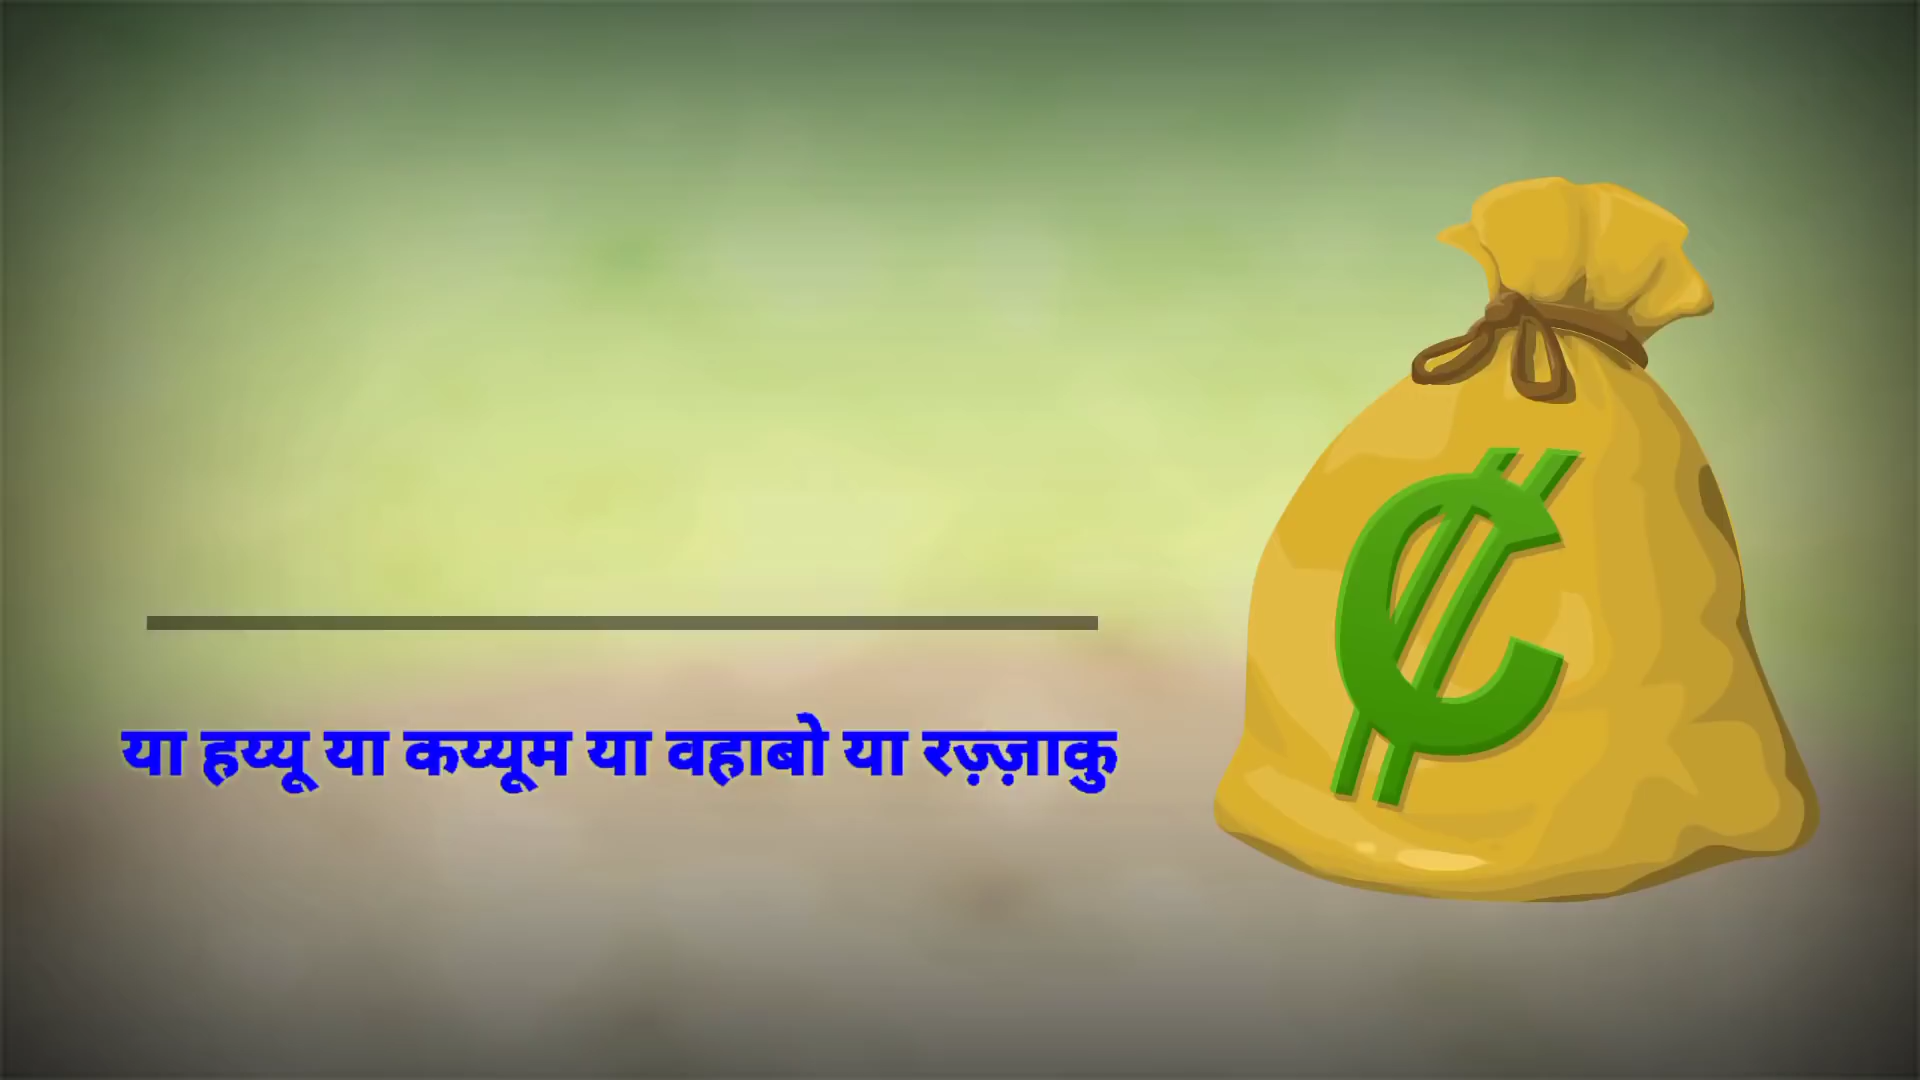 या हय्यू या कय्यूम या वहाबो या रज़्ज़ाकु
₡